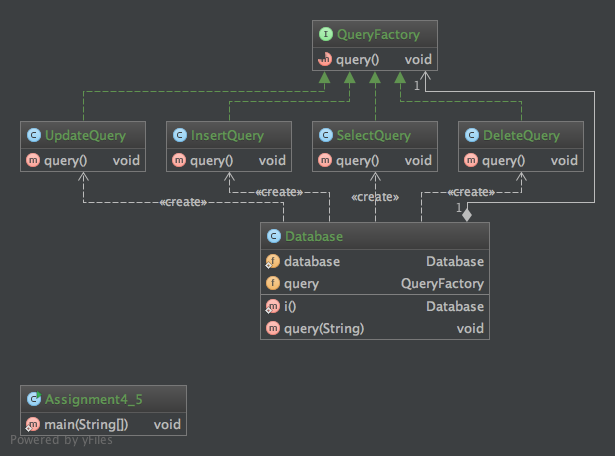 I QueryFactory
m query() void
1
C UpdateQuery
m query() void
C InsertQuery
m query() void
C SelectQuery
m query() void
C DeleteQuery
m query() void
«create»
«create»
«create»
«create»
1
C Database
f database Database
f query QueryFactory
m i() Database
m query(String) void
C Assignment4_5
m main(String[]) void
Powered by yFiles